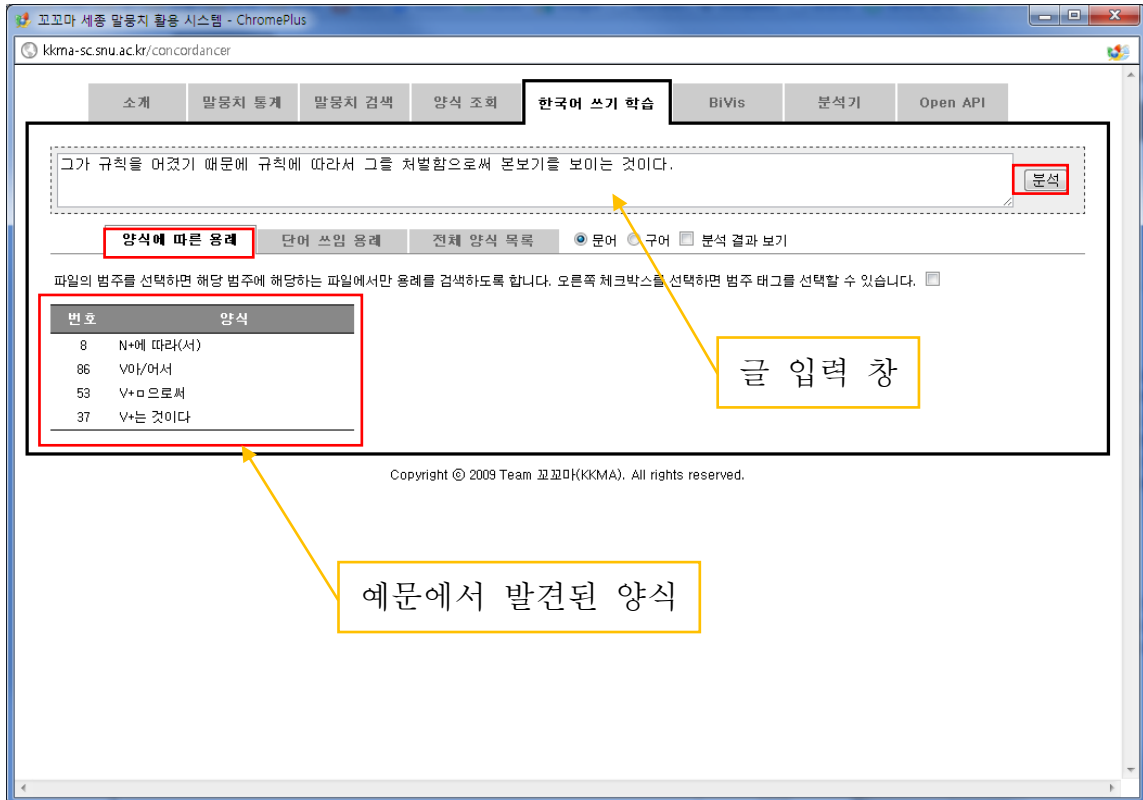 꼬꼬마 세종 말뭉치 활용 시스템 - ChromePlus
kkma-sc.snu.ac.kr/concordancer
소개 말뭉치 통계 말뭉치 검색 양식 조회 한국어 쓰기 학습 BiVis 분석기 Open API
그가 규칙을 어겼기 때문에 규칙에 따라서 그를 처벌함으로써 본보기를 보이는 것이다.
분석
양식에 따른 용례 단어 쓰임 용례 전체 양식 목록 문어 구어 분석 결과 보기
파일의 범주를 선택하면 해당 범주에 해당하는 파일에서만 용례를 검색하도록 합니다. 오른쪽 체크박스를 선택하면 범주 태그를 선택할 수 있습니다.
번호 양식
8 N+에 따라(서)
86 V아/어서
53 V+ㅁ으로써
37 V+는 것이다
글 입력 창
Copyright ⓒ 2009 Team 꼬꼬마(KKMA). All rights reserved.
예문에서 발견된 양식